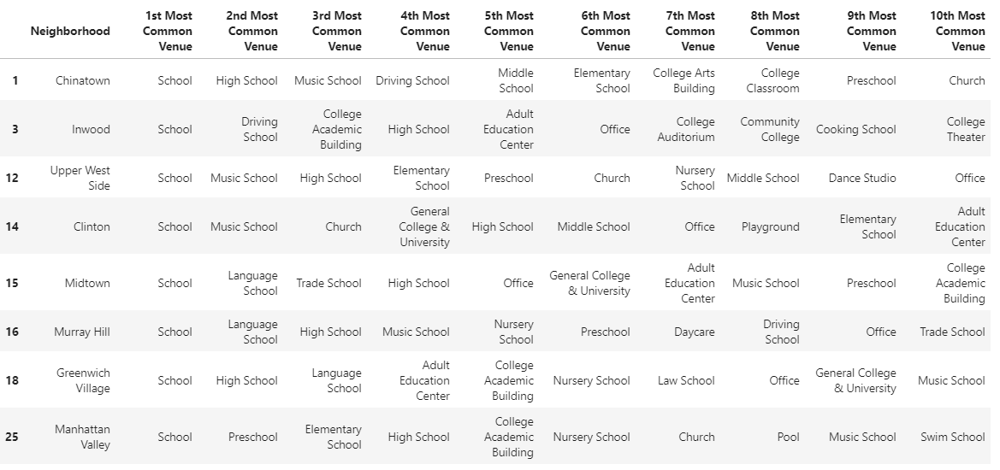 Neighborhood 1st Most Common Venue 2nd Most Common Venue 3rd Most Common Venue 4th Most Common Venue 5th Most Common Venue 6th Most Common Venue 7th Most Common Venue 8th Most Common Venue 9th Most Common Venue 10th Most Common Venue
1 Chinatown School High School Music School Driving School Middle School Elementary School College Arts Building College Classroom Preschool Church
3 Inwood School Driving School College Academic Building High School Adult Education Center Office College Auditorium Community College Cooking School College Theater
12 Upper West Side School Music School High School Elementary School Preschool Church Nursery School Middle School Dance Studio Office
14 Clinton School Music School Church General College & University High School Middle School Office Playground Elementary School Adult Education Center
15 Midtown School Language School Trade School High School Office General College & University Adult Education Center Music School Preschool College Academic Building
16 Murray Hill School Language School High School Music School Nursery School Preschool Daycare Driving School Office Trade School
18 Greenwich Village School High School Language School Adult Education Center College Academic Building Nursery School Law School Office General College & University Music School
25 Manhattan Valley School Preschool Elementary School High School College Academic Building Nursery School Church Pool Music School Swim School